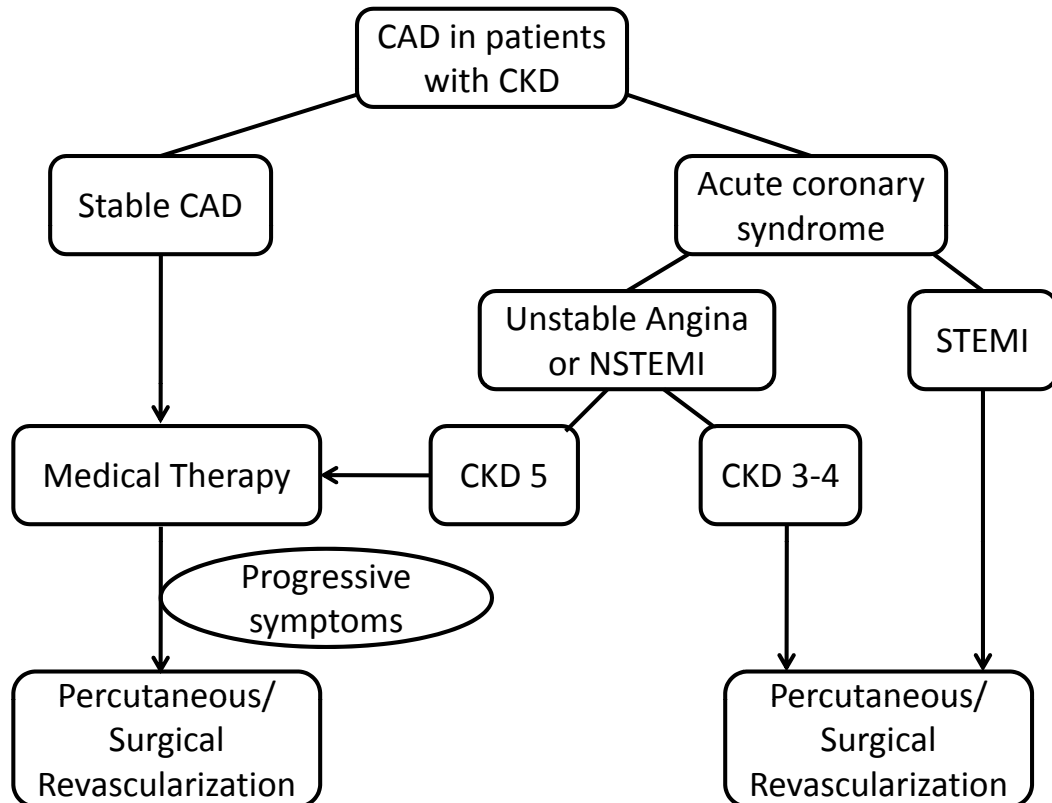 CAD in patients
with CKD
Stable CAD
Acute coronary
syndrome
Unstable Angina
or NSTEMI
STEMI
Medical Therapy
CKD 5
CKD 3-4
Progressive
symptoms
Percutaneous/
Surgical
Revascularization
Percutaneous/
Surgical
Revascularization